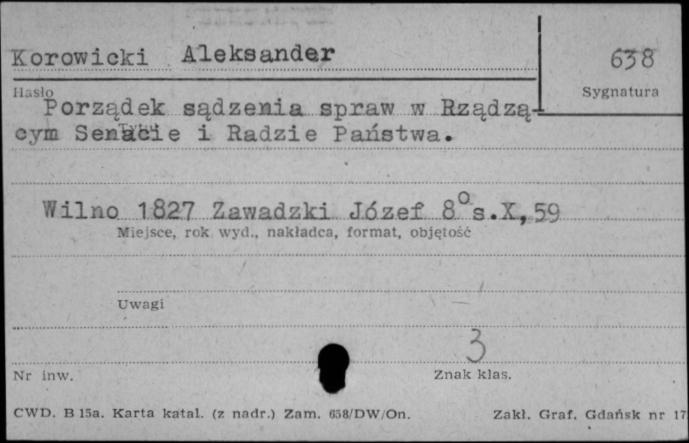 Korowicki Aleksander
638
Hasło
Sygnatura
Porządek sądzenia spraw w Rządzą-
cym Senacie i Radzie Państwa.
Wilno 1827 Zawadzki Józef 8° s.X,59
Miejsce, rok wyd., nakładca, format, objętość
Uwagi
3
Nr inw.
Znak klas.
CWD. B 15a. Karta katal. (z nadr.) Zam. 658/DW/On.
Zakł. Graf. Gdańsk nr 17